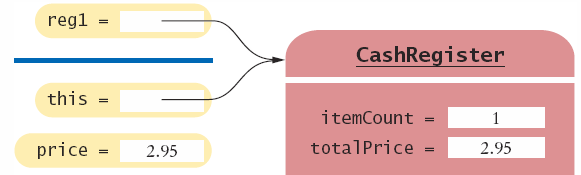 reg1 =
CashRegister
this =
itemCount = 1
price = 2.95
totalPrice = 2.95